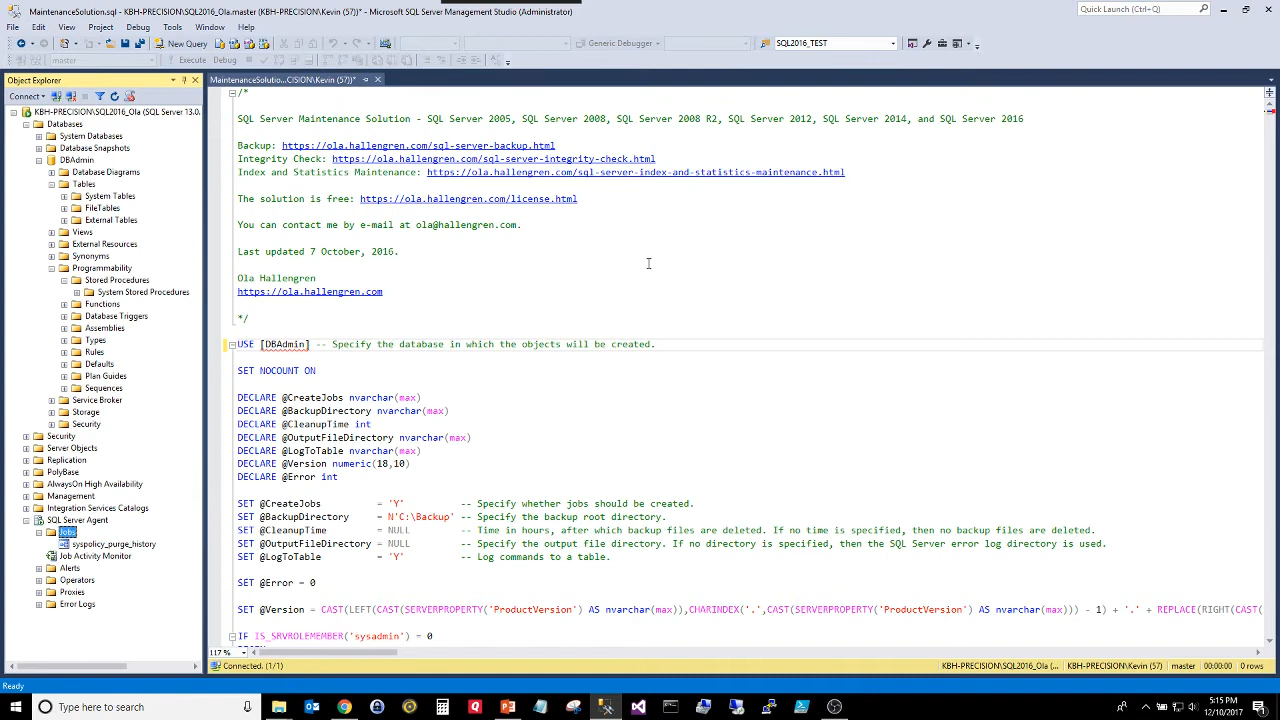 MaintenanceSolution.sql - KBH-PRECISION\SQL2016_Ola.master (KBH-PRECISION\Kevin (57))* - Microsoft SQL Server Management Studio (Administrator)
Quick Launch (Ctrl+Q)
File Edit View Project Debug Tools Window Help
New Query
Generic Debugger
SQL2016_TEST
master
Execute Debug
Object Explorer
MaintenanceSolutio...CISION\Kevin (57))*
Connect
KBH-PRECISION\SQL2016_Ola (SQL Server 13.0.
Databases
System Databases
Database Snapshots
DBAdmin
Database Diagrams
Tables
System Tables
FileTables
External Tables
Views
External Resources
Synonyms
Programmability
Stored Procedures
System Stored Procedures
Functions
Database Triggers
Assemblies
Types
Rules
Defaults
Plan Guides
Sequences
Service Broker
Storage
Security
Security
Server Objects
Replication
PolyBase
AlwaysOn High Availability
Management
Integration Services Catalogs
SQL Server Agent
Jobs
syspolicy_purge_history
Job Activity Monitor
Alerts
Operators
Proxies
Error Logs
/*
SQL Server Maintenance Solution - SQL Server 2005, SQL Server 2008, SQL Server 2008 R2, SQL Server 2012, SQL Server 2014, and SQL Server 2016
Backup: https://ola.hallengren.com/sql-server-backup.html
Integrity Check: https://ola.hallengren.com/sql-server-integrity-check.html
Index and Statistics Maintenance: https://ola.hallengren.com/sql-server-index-and-statistics-maintenance.html
The solution is free: https://ola.hallengren.com/license.html
You can contact me by e-mail at ola@hallengren.com.
Last updated 7 October, 2016.
Ola Hallengren
https://ola.hallengren.com
*/
USE [DBAdmin] -- Specify the database in which the objects will be created.
SET NOCOUNT ON
DECLARE @CreateJobs nvarchar(max)
DECLARE @BackupDirectory nvarchar(max)
DECLARE @CleanupTime int
DECLARE @OutputFileDirectory nvarchar(max)
DECLARE @LogToTable nvarchar(max)
DECLARE @Version numeric(18,10)
DECLARE @Error int
SET @CreateJobs = 'Y' -- Specify whether jobs should be created.
SET @BackupDirectory = N'C:\Backup' -- Specify the backup root directory.
SET @CleanupTime = NULL -- Time in hours, after which backup files are deleted. If no time is specified, then no backup files are deleted.
SET @OutputFileDirectory = NULL -- Specify the output file directory. If no directory is specified, then the SQL Server error log directory is used.
SET @LogToTable = 'Y' -- Log commands to a table.
SET @Error = 0
SET @Version = CAST(LEFT(CAST(SERVERPROPERTY('ProductVersion') AS nvarchar(max)),CHARINDEX('.',CAST(SERVERPROPERTY('ProductVersion') AS nvarchar(max))) - 1) + '.' + REPLACE(RIGHT(CAST(
IF IS_SRVROLEMEMBER('sysadmin') = 0
117 %
Connected. (1/1)
KBH-PRECISION\SQL2016_Ola (... KBH-PRECISION\Kevin (57) master 00:00:00 0 rows
Ready
Type here to search
5:15 PM
12/10/2017